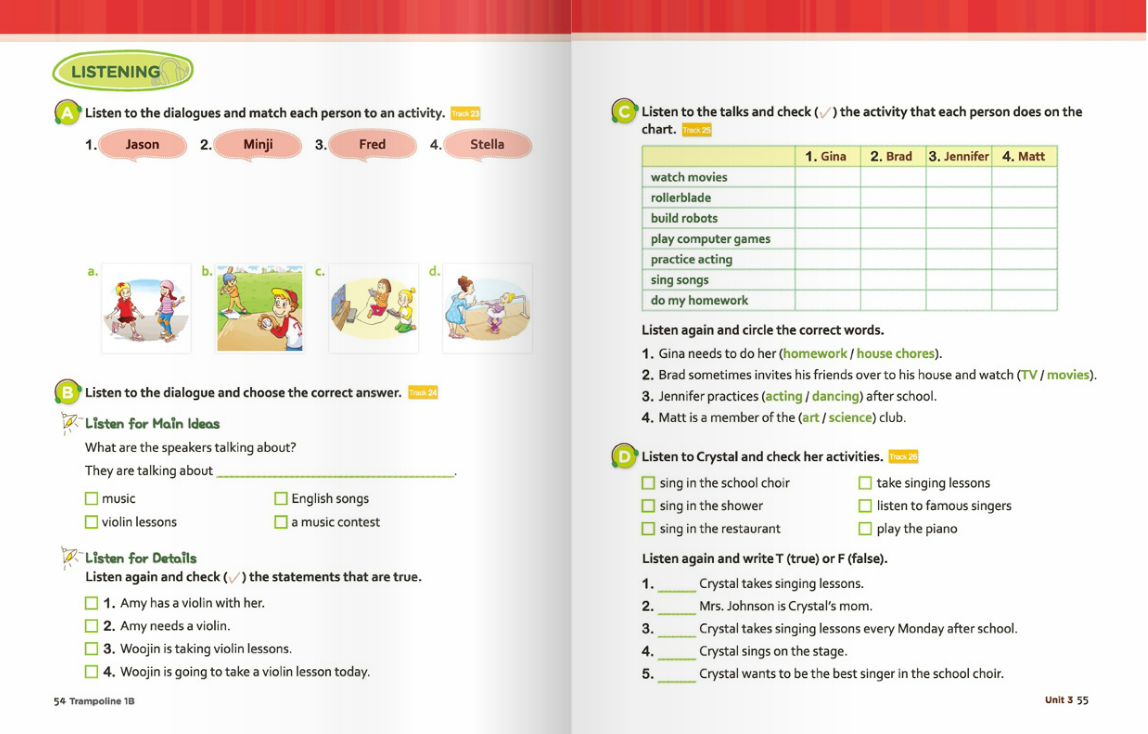 LISTENING
A Listen to the dialogues and match each person to an activity. Track 23
1. Jason 2. Minji 3. Fred 4. Stella
a. b. c. d.
B Listen to the dialogue and choose the correct answer. Track 24
Listen for Main Ideas
What are the speakers talking about?
They are talking about ____________________.
music English songs
violin lessons a music contest
Listen for Details
Listen again and check (✓) the statements that are true.
1. Amy has a violin with her.
2. Amy needs a violin.
3. Woojin is taking violin lessons.
4. Woojin is going to take a violin lesson today.
54 Trampoline 1B
C Listen to the talks and check (✓) the activity that each person does on the
chart. Track 25
1. Gina 2. Brad 3. Jennifer 4. Matt
watch movies
rollerblade
build robots
play computer games
practice acting
sing songs
do my homework
Listen again and circle the correct words.
1. Gina needs to do her (homework / house chores).
2. Brad sometimes invites his friends over to his house and watch (TV / movies).
3. Jennifer practices (acting / dancing) after school.
4. Matt is a member of the (art / science) club.
D Listen to Crystal and check her activities. Track 26
sing in the school choir take singing lessons
sing in the shower listen to famous singers
sing in the restaurant play the piano
Listen again and write T (true) or F (false).
1. _____ Crystal takes singing lessons.
2. _____ Mrs. Johnson is Crystal's mom.
3. _____ Crystal takes singing lessons every Monday after school.
4. _____ Crystal sings on the stage.
5. _____ Crystal wants to be the best singer in the school choir.
Unit 3 55